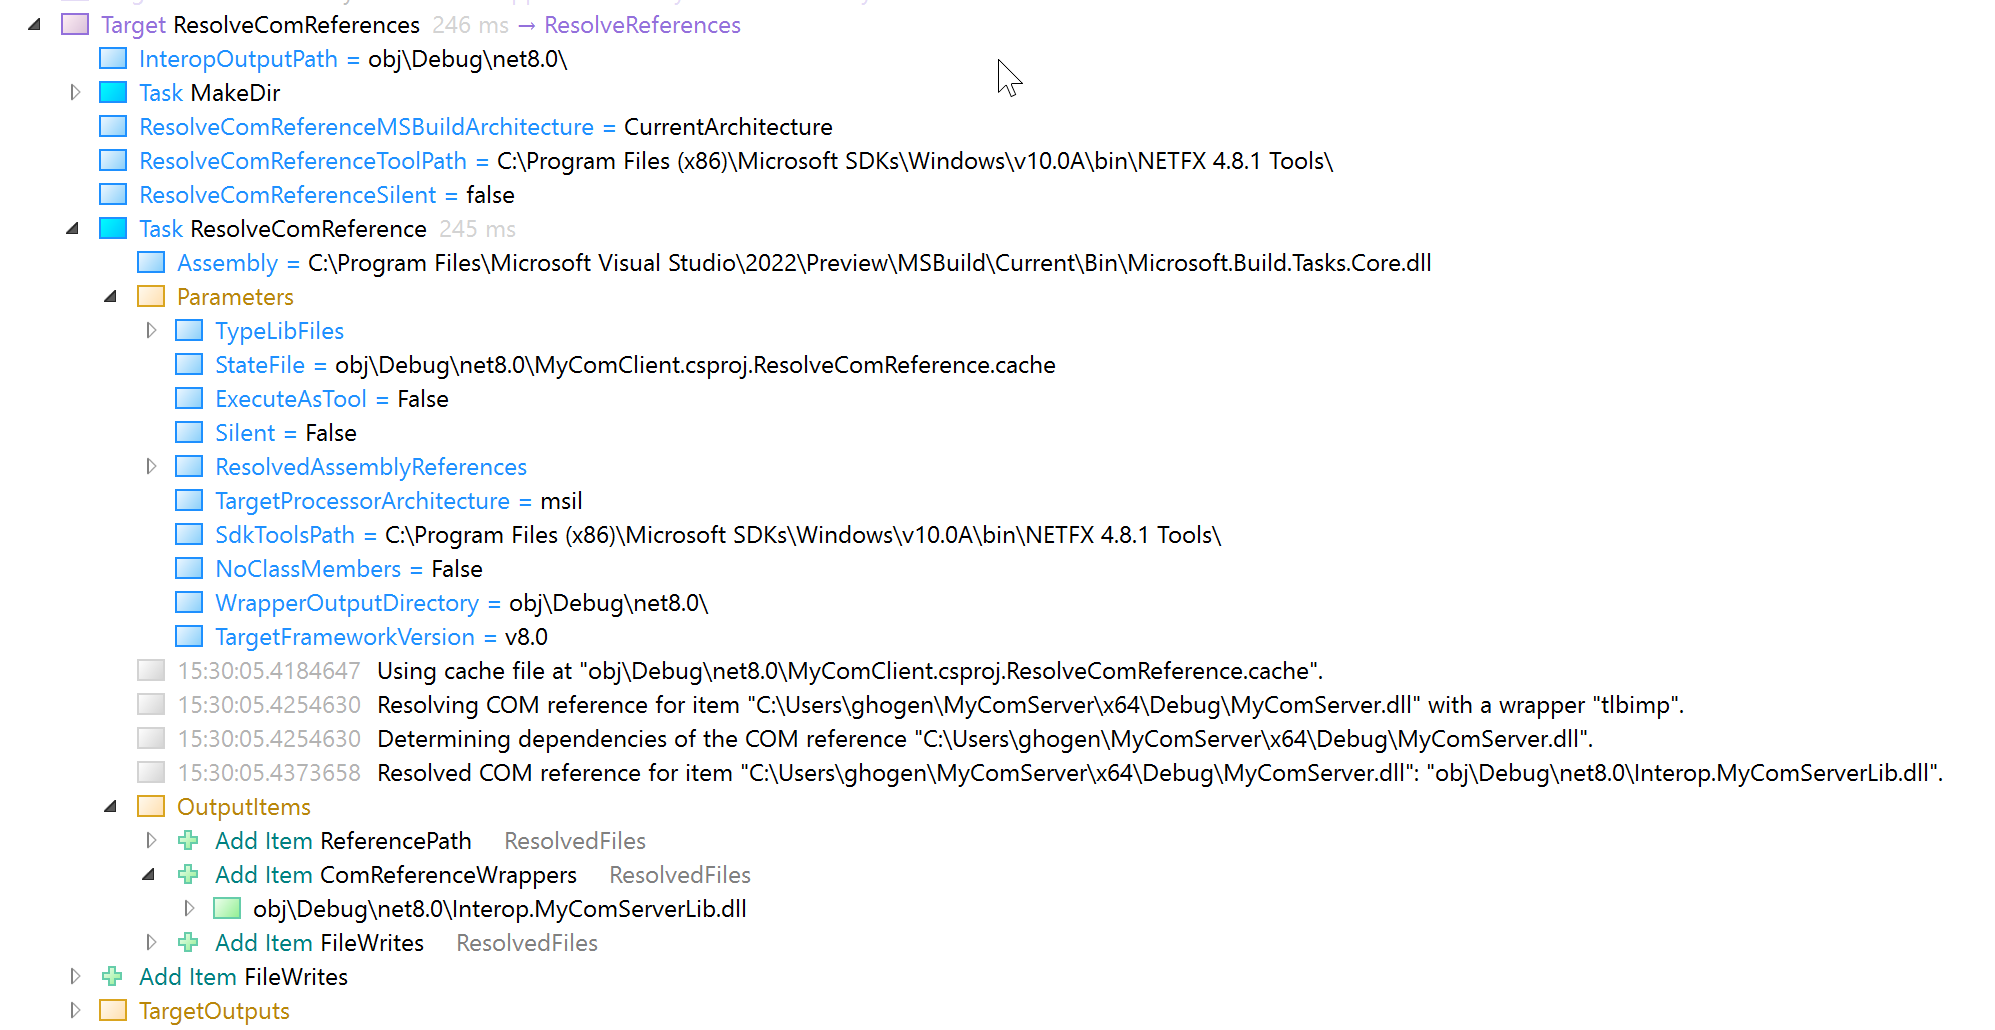 Target ResolveComReferences 246 ms → ResolveReferences
InteropOutputPath = obj\Debug\net8.0\
Task MakeDir
ResolveComReferenceMSBuildArchitecture = CurrentArchitecture
ResolveComReferenceToolPath = C:\Program Files (x86)\Microsoft SDKs\Windows\v10.0A\bin\NETFX 4.8.1 Tools\
ResolveComReferenceSilent = false
Task ResolveComReference 245 ms
Assembly = C:\Program Files\Microsoft Visual Studio\2022\Preview\MSBuild\Current\Bin\Microsoft.Build.Tasks.Core.dll
Parameters
TypeLibFiles
StateFile = obj\Debug\net8.0\MyComClient.csproj.ResolveComReference.cache
ExecuteAsTool = False
Silent = False
ResolvedAssemblyReferences
TargetProcessorArchitecture = msil
SdkToolsPath = C:\Program Files (x86)\Microsoft SDKs\Windows\v10.0A\bin\NETFX 4.8.1 Tools\
NoClassMembers = False
WrapperOutputDirectory = obj\Debug\net8.0\
TargetFrameworkVersion = v8.0
15:30:05.4184647 Using cache file at "obj\Debug\net8.0\MyComClient.csproj.ResolveComReference.cache".
15:30:05.4254630 Resolving COM reference for item "C:\Users\ghogen\MyComServer\x64\Debug\MyComServer.dll" with a wrapper "tlbimp".
15:30:05.4254630 Determining dependencies of the COM reference "C:\Users\ghogen\MyComServer\x64\Debug\MyComServer.dll".
15:30:05.4373658 Resolved COM reference for item "C:\Users\ghogen\MyComServer\x64\Debug\MyComServer.dll": "obj\Debug\net8.0\Interop.MyComServerLib.dll".
OutputItems
Add Item ReferencePath ResolvedFiles
Add Item ComReferenceWrappers ResolvedFiles
obj\Debug\net8.0\Interop.MyComServerLib.dll
Add Item FileWrites ResolvedFiles
Add Item FileWrites
TargetOutputs